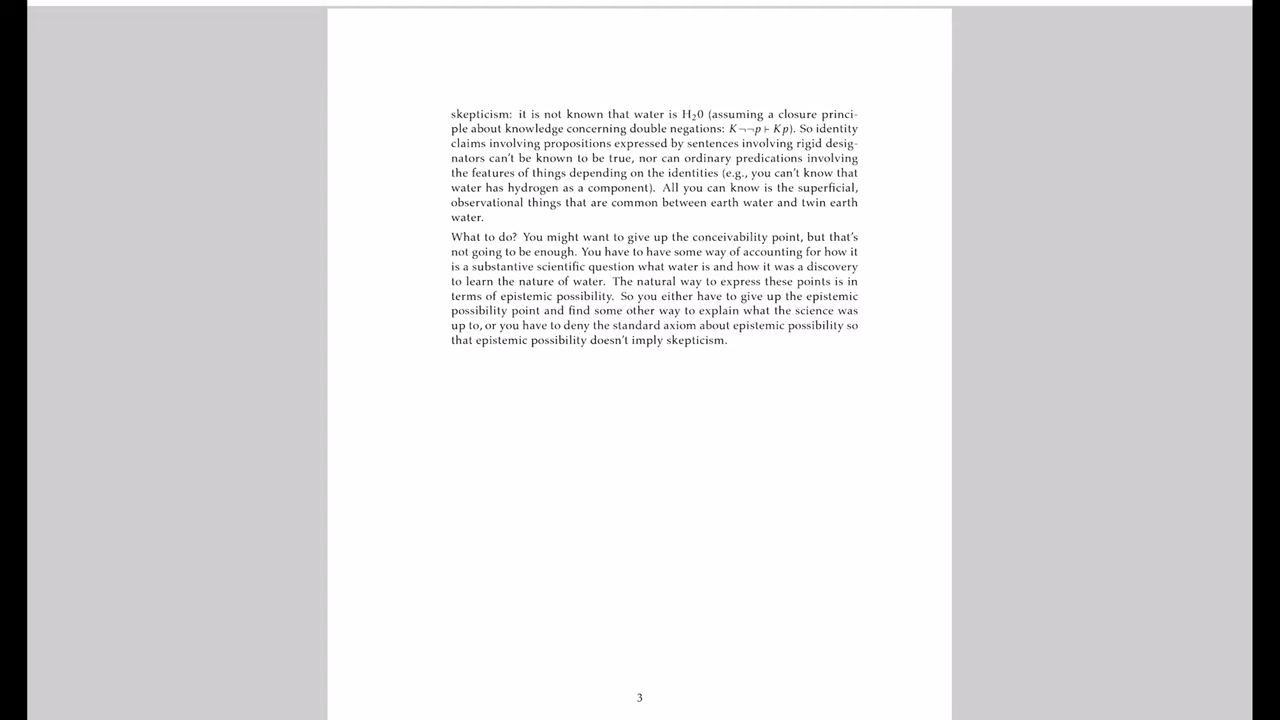 skepticism: it is not known that water is H₂0 (assuming a closure princi-
ple about knowledge concerning double negations: K¬¬p ⊢ Kp). So identity
claims involving propositions expressed by sentences involving rigid desig-
nators can't be known to be true, nor can ordinary predications involving
the features of things depending on the identities (e.g., you can't know that
water has hydrogen as a component). All you can know is the superficial,
observational things that are common between earth water and twin earth
water.
What to do? You might want to give up the conceivability point, but that's
not going to be enough. You have to have some way of accounting for how it
is a substantive scientific question what water is and how it was a discovery
to learn the nature of water. The natural way to express these points is in
terms of epistemic possibility. So you either have to give up the epistemic
possibility point and find some other way to explain what the science was
up to, or you have to deny the standard axiom about epistemic possibility so
that epistemic possibility doesn't imply skepticism.
3